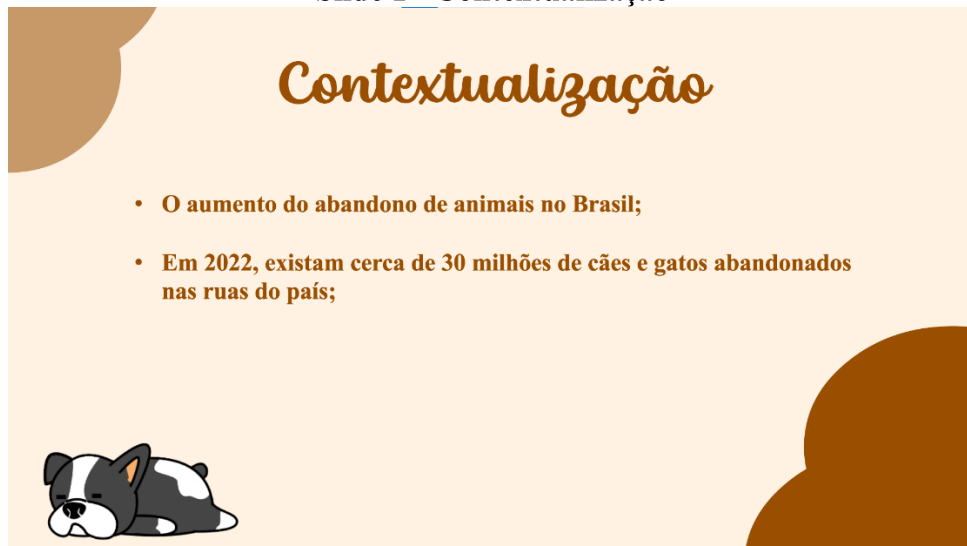 Contextualização
• O aumento do abandono de animais no Brasil;
• Em 2022, existam cerca de 30 milhões de cães e gatos abandonados
nas ruas do país;